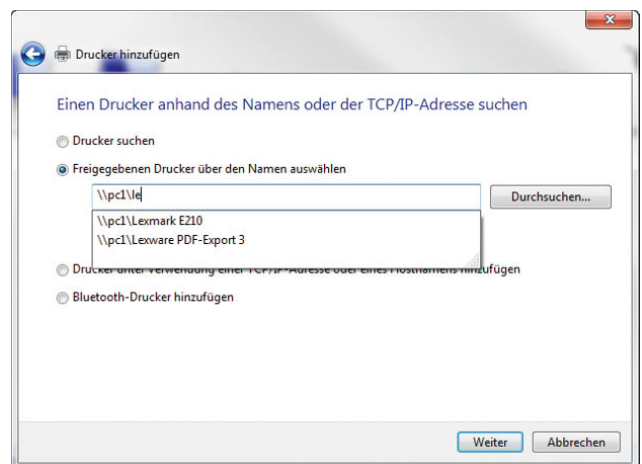 Drucker hinzufügen
Einen Drucker anhand des Namens oder der TCP/IP-Adresse suchen
Drucker suchen
Freigegebenen Drucker über den Namen auswählen
\\pc1\le
Durchsuchen...
\\pc1\Lexmark E210
\\pc1\Lexware PDF-Export 3
Drucker unter Verwendung einer TCP/IP-Adresse oder eines Hostnamens hinzufügen
Bluetooth-Drucker hinzufügen
Weiter
Abbrechen